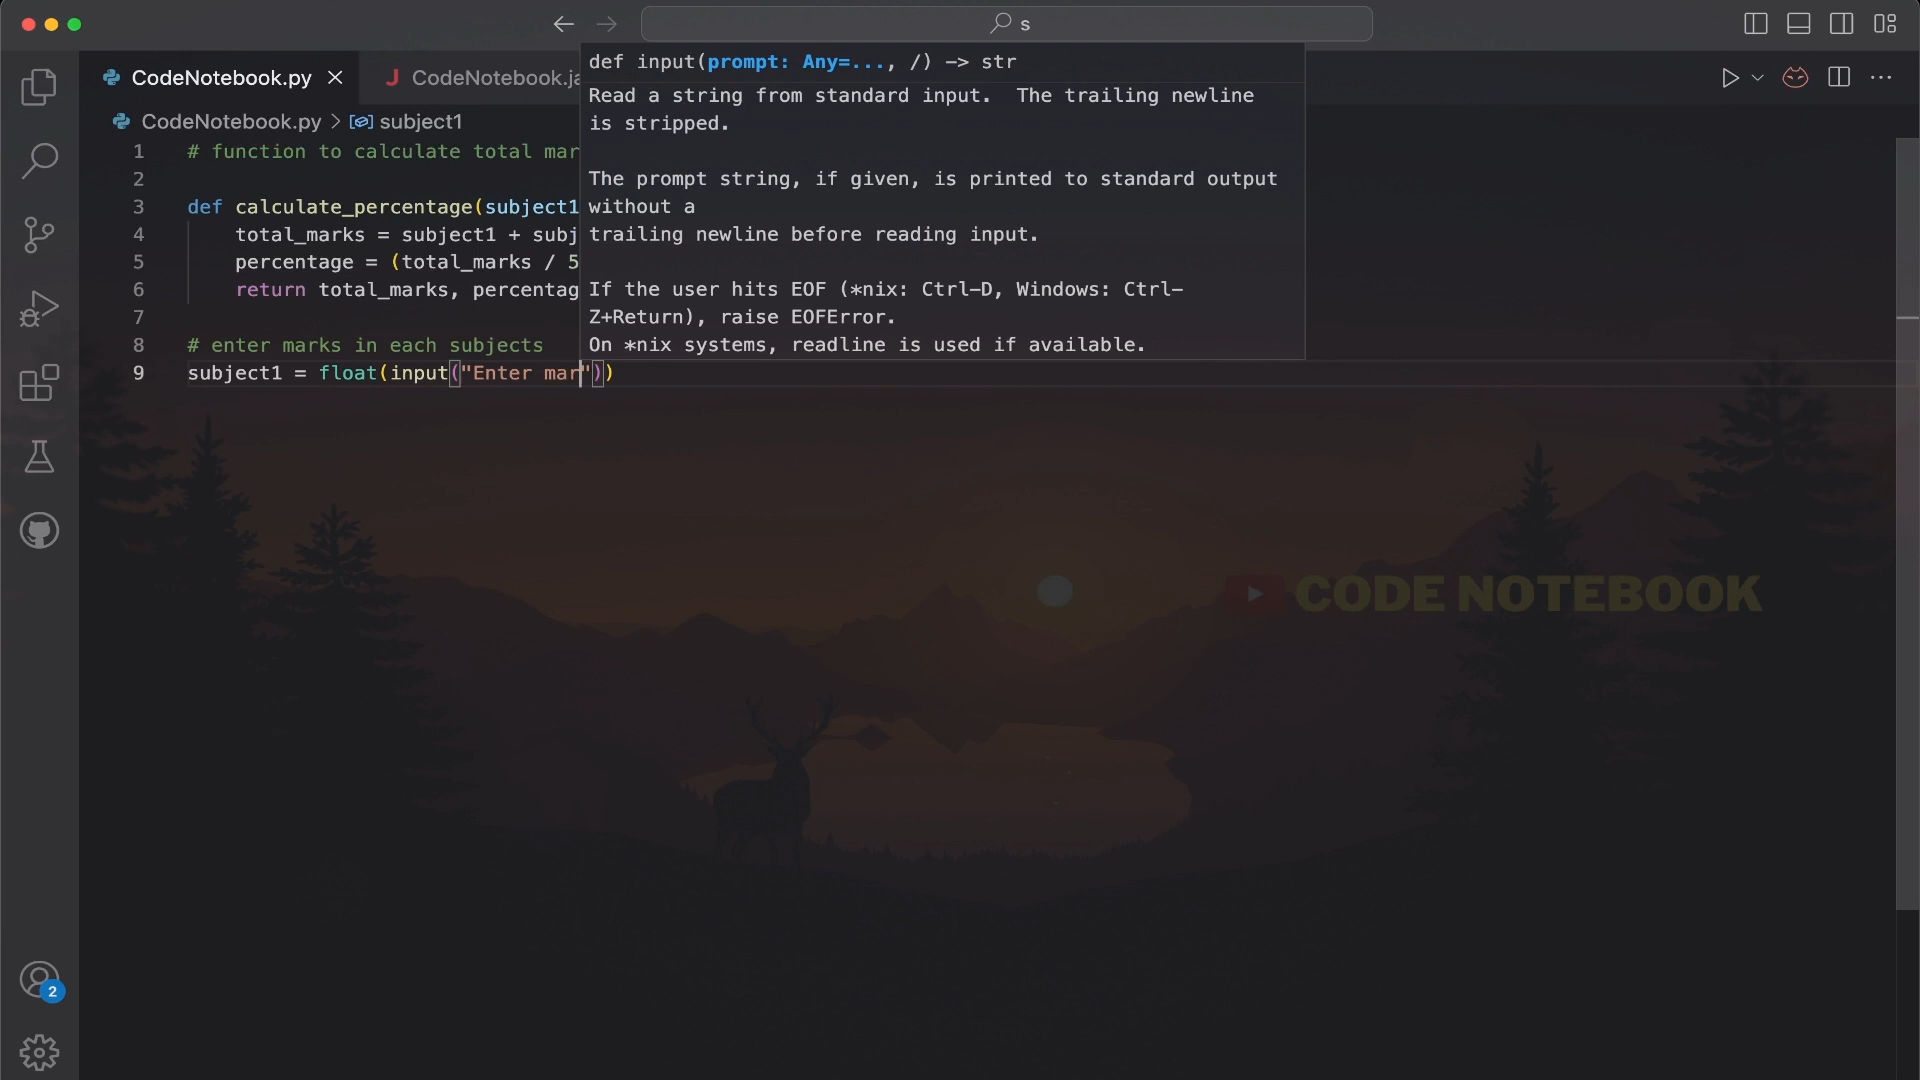 s
CodeNotebook.py
J CodeNotebook.ja
CodeNotebook.py > subject1
1 # function to calculate total mar
2
3 def calculate_percentage(subject1
4 total_marks = subject1 + subj
5 percentage = (total_marks / 5
6 return total_marks, percentag
7
8 # enter marks in each subjects
9 subject1 = float(input("Enter mar"))
def input(prompt: Any=..., /) -> str
Read a string from standard input. The trailing newline
is stripped.
The prompt string, if given, is printed to standard output
without a
trailing newline before reading input.
If the user hits EOF (*nix: Ctrl-D, Windows: Ctrl-
Z+Return), raise EOFError.
On *nix systems, readline is used if available.
CODE NOTEBOOK
2